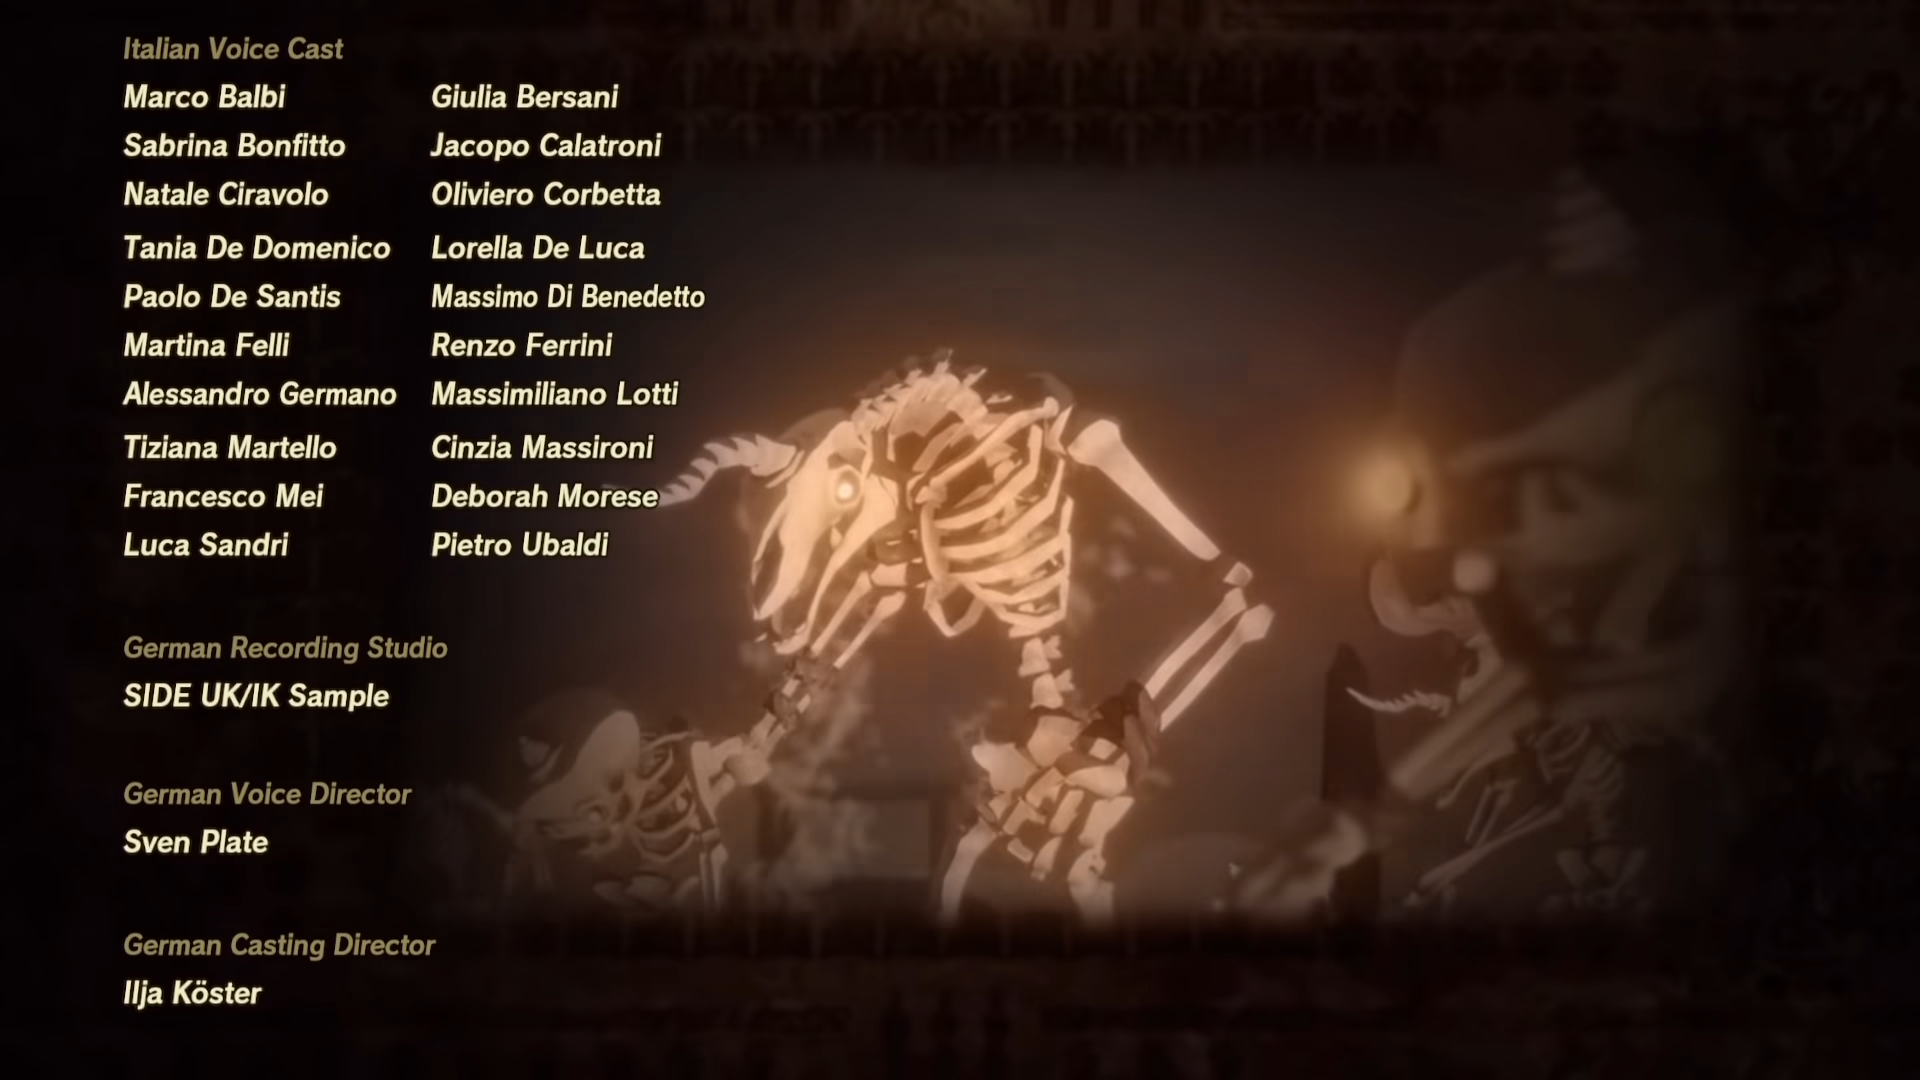 Italian Voice Cast
Marco Balbi Giulia Bersani
Sabrina Bonfitto Jacopo Calatroni
Natale Ciravolo Oliviero Corbetta
Tania De Domenico Lorella De Luca
Paolo De Santis Massimo Di Benedetto
Martina Felli Renzo Ferrini
Alessandro Germano Massimiliano Lotti
Tiziana Martello Cinzia Massironi
Francesco Mei Deborah Morese
Luca Sandri Pietro Ubaldi
German Recording Studio
SIDE UK/IK Sample
German Voice Director
Sven Plate
German Casting Director
Ilja Köster